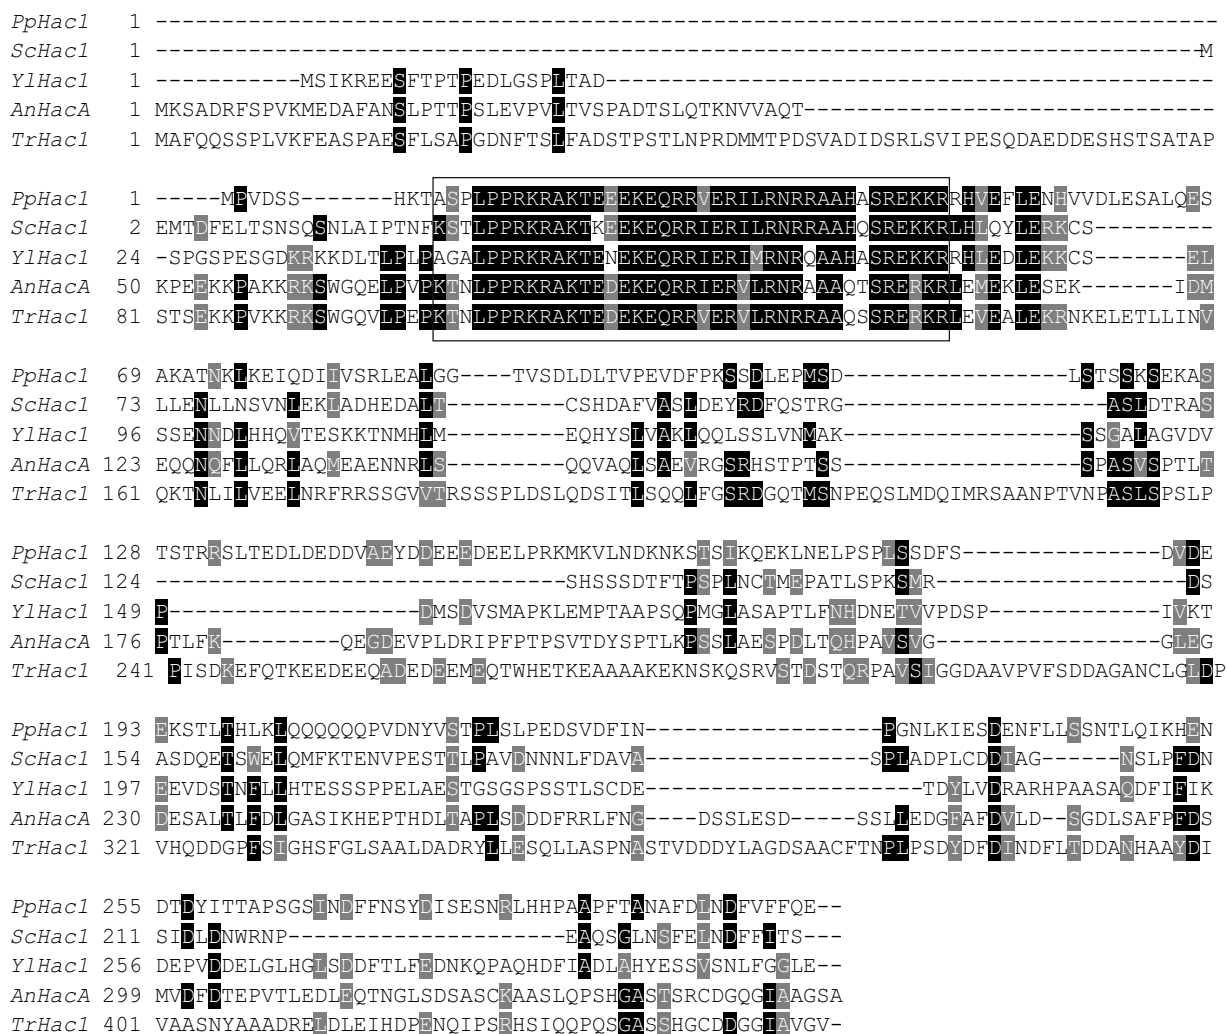 PpHac1 1 --------------------------------------------------------------------------------
ScHac1 1 -------------------------------------------------------------------------------M
YlHac1 1 -----------MSIKREESFTPTPEDLGSPLTAD----------------------------------------------
AnHacA 1 MKSADRFSPVKMEDAFANSLPTTPSLEVPVLTVSPADTSLQTKNVVAQT-------------------------------
TrHac1 1 MAFQQSSPLVKFEASPAESFLSAPGDNFTSLFADSTPSTLNPRDMMTPDSVADIDSRLSVIPESQDAEDDESHSTSATAP
PpHac1 1 -----MPVDSS-------HKTASPLPPRKRAKTEEEKEQRRVERILRNRRAAHASREKKRRHVEFLENHVVDLESALQES
ScHac1 2 EMTDFELTSNSQSNLAIPTNFKSTLPPRKRAKTKEEKEQRRIERILRNRRAAHQSREKKRLHLQYLERKCS---------
YlHac1 24 -SPGSPESGDKRKKDLTLPLPAGALPPRKRAKTENEKEQRRIERIMRNRQAAHASREKKRRHLEDLEKKCS-------EL
AnHacA 50 KPEEKKPAKKRKSWGQELPVPKTNLPPRKRAKTEDEKEQRRIERVLRNRAAAQTSRERKRLEMEKLESEK-------IDM
TrHac1 81 STSEKKPVKKRKSWGQVLPEPKTNLPPRKRAKTEDEKEQRRVERVLRNRRAAQSSRERKRLEVEALEKRNKELETLLINV
PpHac1 69 AKATNKLKEIQDIIVSRLEALGG----TVSDLDLTVPEVDFPKSSDLEPMSD-----------------LSTSSKSEKAS
ScHac1 73 LLENLLNSVNLEKLADHEDALT---------CSHDAFVASLDEYRDFQSTRG--------------------ASLDTRAS
YlHac1 96 SSENNDLHHQVTESKKTNMHLM---------EQHYSLVAKLQQLSSLVNMAK------------------SSGALAGVDV
AnHacA 123 EQQNQFLLQRLAQMEAENNRLS---------QQVAQLSAEVRGSRHSTPTSS------------------SPASVSPTLT
TrHac1 161 QKTNLILVEELNRFRRSSGVVTRSSSPLDSLQDSITLSQQLFGSRDGQTMSNPEQSLMDQIMRSAANPTVNPASLSPSLP
PpHac1 128 TSTRRSLTEDLDEDDVAEYDDEEEDEELPRKMKVLNDKNKSTSIKQEKLNELPSPLSSDFS---------------DVDE
ScHac1 124 -------------------------------SHSSSDTFTPSPLNCTMEPATLSPKSMR-------------------DS
YlHac1 149 P-------------------DMSDVSMAPKLEMPTAAPSQPMGLASAPTLFNHDNETVVPDSP-------------IVKT
AnHacA 176 PTLFK---------QEGDEVPLDRIPFPTPSVTDYSPTLKPSSLAESPDLTQHPAVSVG-----------------GLEG
TrHac1 241 PISDKEFQTKEEDEEQADEDEEMEQTWHETKEAAAAKEKNSKQSRVSTDSTQRPAVSIGGDAAVPVFSDDAGANCLGLDP
PpHac1 193 EKSTLTHLKLQQQQQQPVDNYVSTPLSLPEDSVDFIN------------------PGNLKIESDENFLLSSNTLQIKHEN
ScHac1 154 ASDQETSWELQMFKTENVPESTTLPAVDNNNLFDAVA-----------------SPLADPLCDDIAG------NSLPFDN
YlHac1 197 EEVDSTNFLLHTESSSPPELAESTGSGSPSSTLSCDE---------------------TDYLVDRARHPAASAQDFIFIK
AnHacA 230 DESALTLFDLGASIKHEPTHDLTAPLSDDDFRRLFNG----DSSLESD-----SSLLEDGFAFDVLD--SGDLSAFPFDS
TrHac1 321 VHQDDGPFSIGHSFGLSAALDADRYLLESQLLASPNASTVDDDYLAGDSAACFTNPLPSDYDFDINDFLTDDANHAAYDI
PpHac1 255 DTDYITTAPSGSINDFFNSYDISESNRLHHPAAPFTANAFDLNDFVFFQE--
ScHac1 211 SIDLDNWRNP---------------------EAQSGLNSFELNDFFITS---
YlHac1 256 DEPVDDELGLHGLSDDFTLFEDNKQPAQHDFIADLAHYESSVSNLFGGLE--
AnHacA 299 MVDFDTEPVTLEDLEQTNGLSDSASCKAASLQPSHGASTSRCDGQGIAAGSA
TrHac1 401 VAASNYAAADRELDLEIHDPENQIPSRHSIQQPQSGASSHGCDDGGIAVGV-